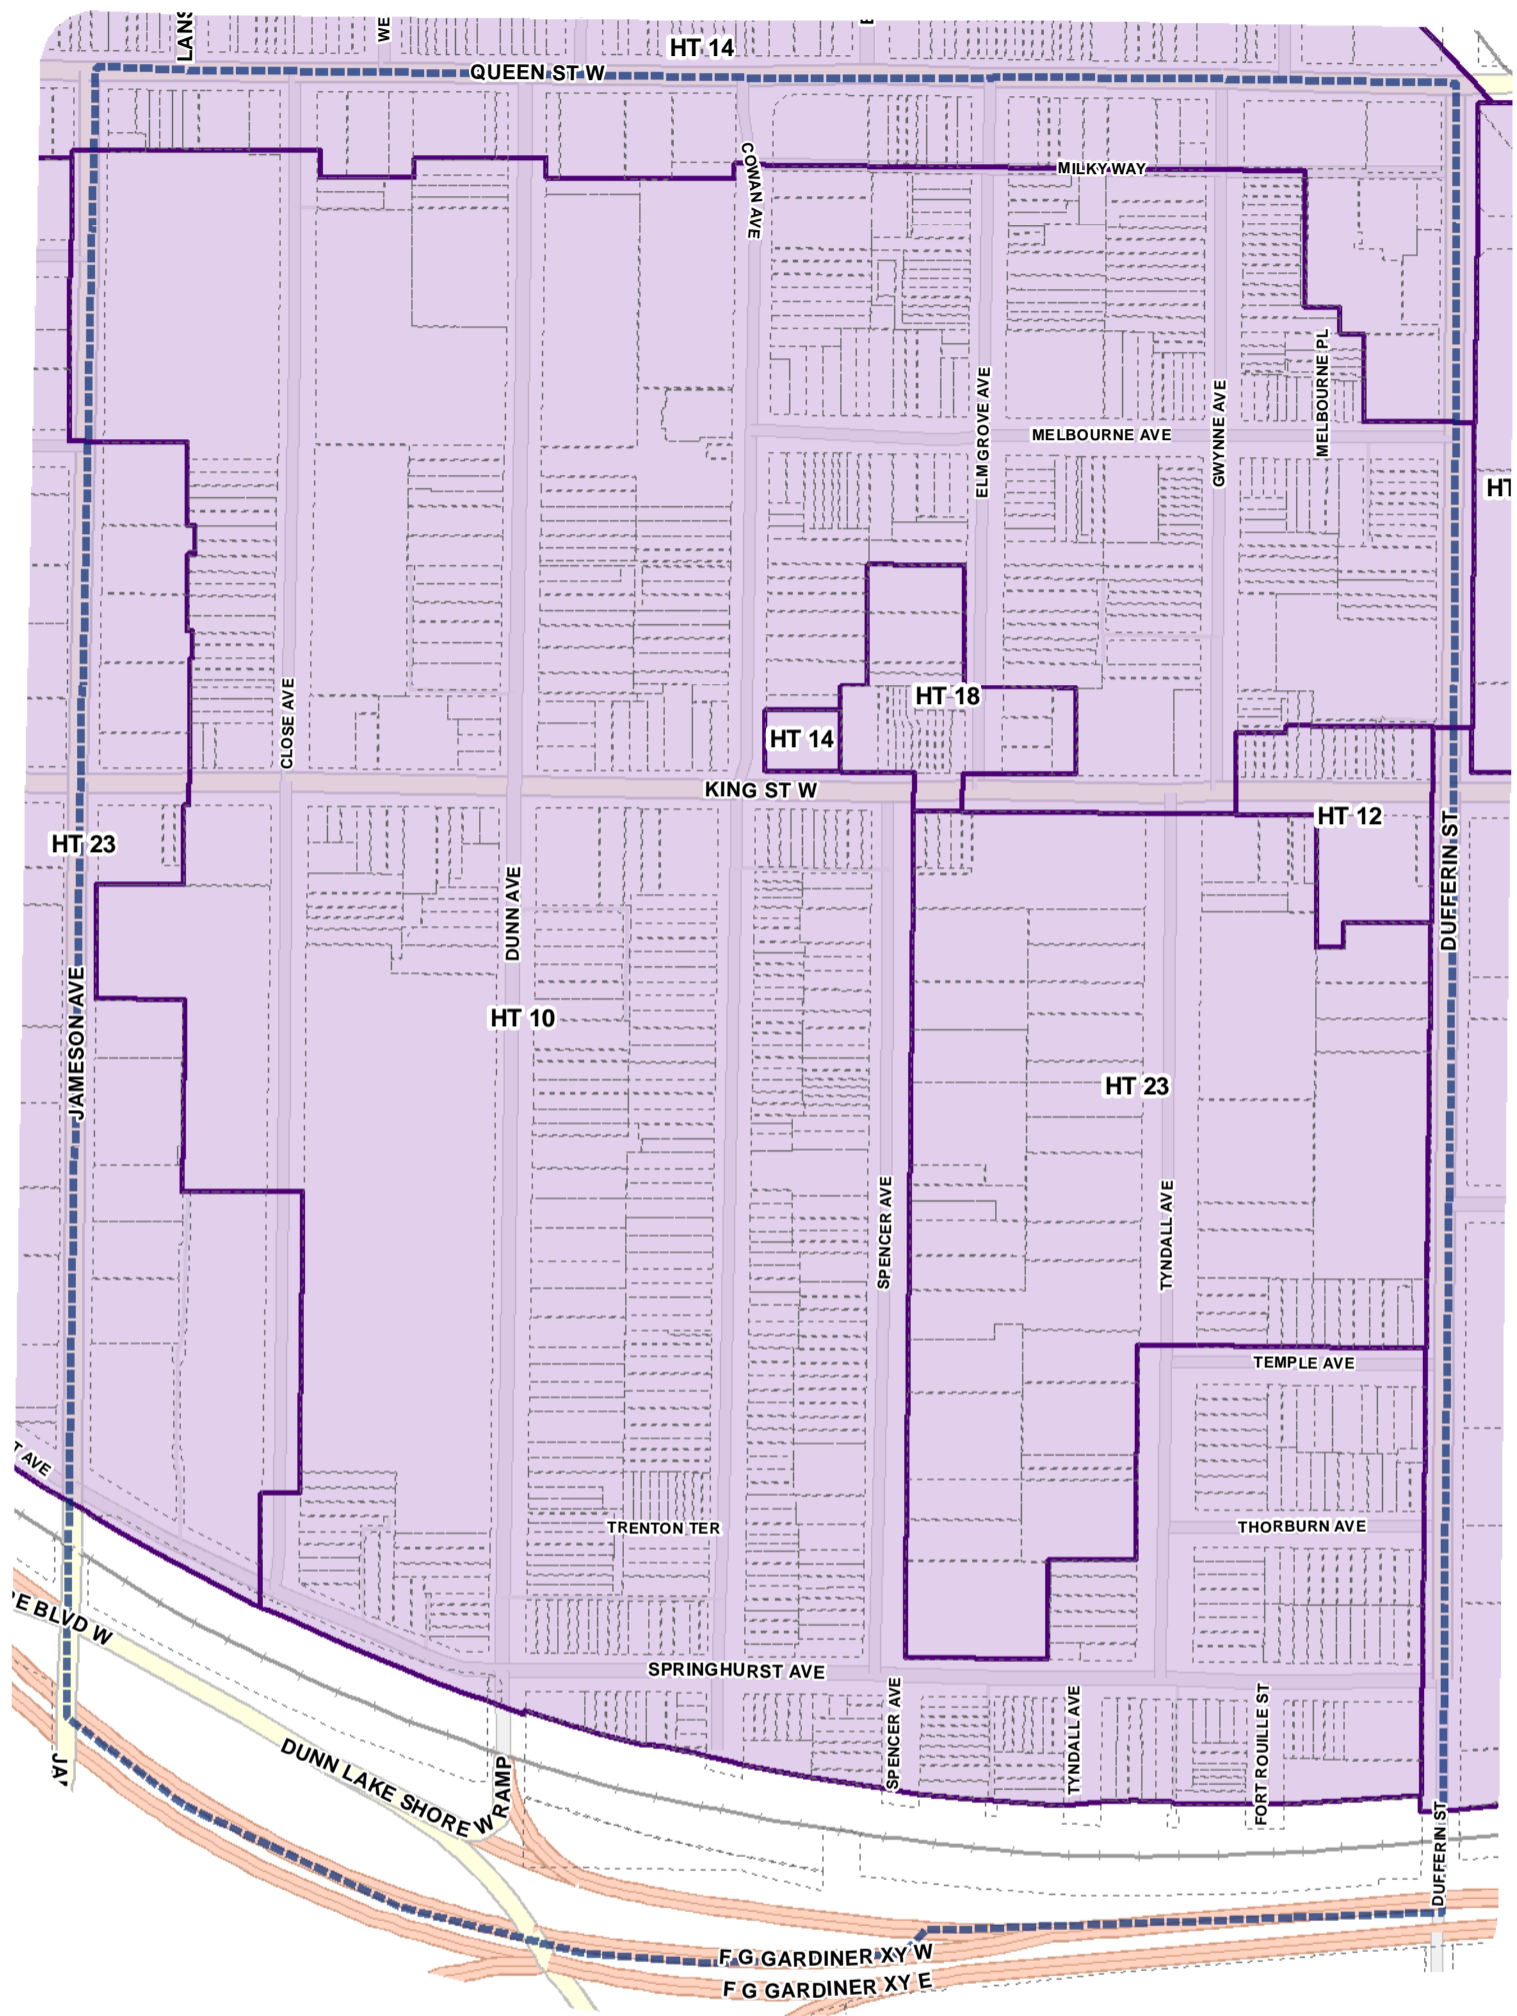 HT 14
QUEEN ST W
COWAN AVE
MILKY WAY
ELM GROVE AVE
MELBOURNE AVE
GWYNNE AVE
MELBOURNE PL
HT
CLOSE AVE
HT 18
HT 14
KING ST W
HT 12
HT 23
DUFFERIN ST
DUNN AVE
JAMESON AVE
HT 10
HT 23
SPENCER AVE
TYNDALL AVE
TEMPLE AVE
T AVE
TRENTON TER
THORBURN AVE
PE BLVD W
SPRINGHURST AVE
SPENCER AVE
TYNDALL AVE
FORT ROUILLE ST
DUNN LAKE SHORE W RAMP
DUFFERIN ST
F G GARDINER XY W
F G GARDINER XY E